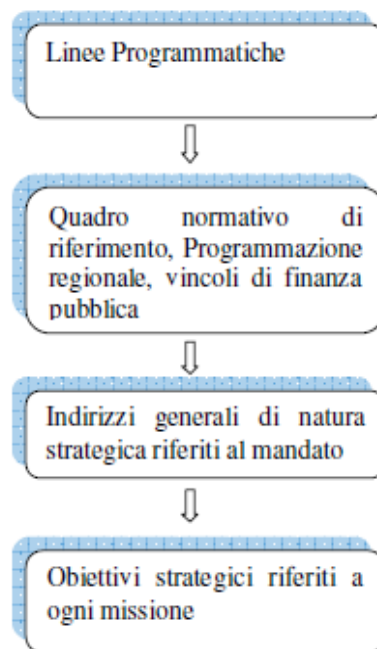 Linee Programmatiche
Quadro normativo di
riferimento, Programmazione
regionale, vincoli di finanza
pubblica
Indirizzi generali di natura
strategica riferiti al mandato
Obiettivi strategici riferiti a
ogni missione